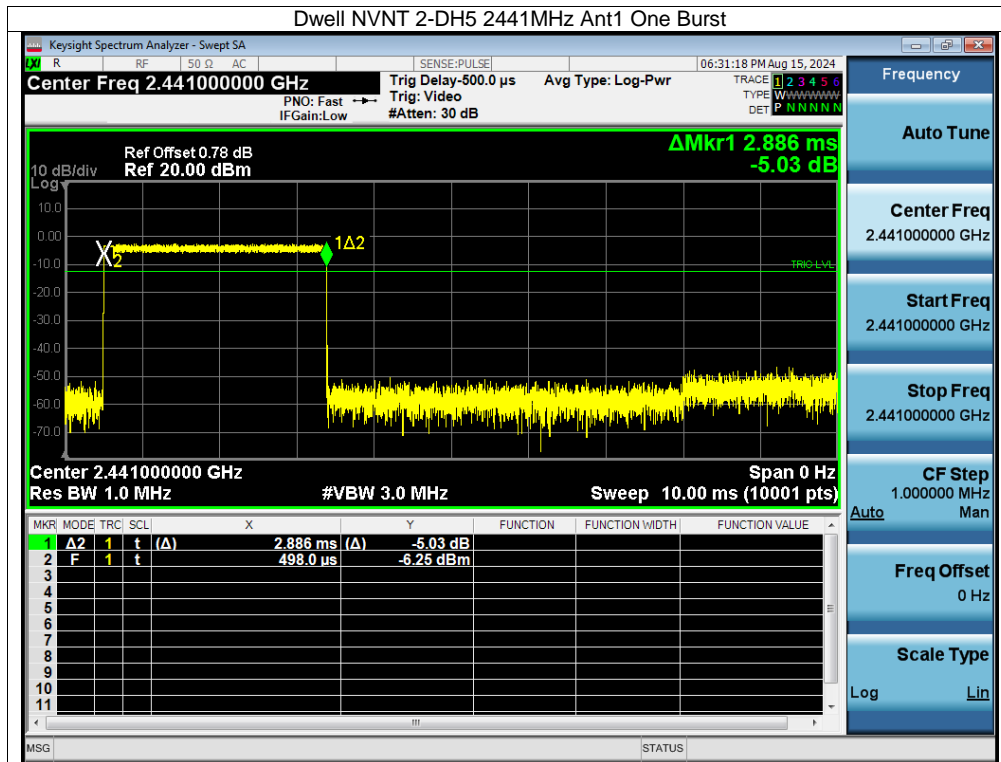 Dwell NVNT 2-DH5 2441MHz Ant1 One Burst
Keysight Spectrum Analyzer - Swept SA
LXI R RF 50 Ω AC SENSE:PULSE 06:31:18 PM Aug 15, 2024
Center Freq 2.441000000 GHz Trig Delay-500.0 µs Avg Type: Log-Pwr TRACE 1 2 3 4 5 6
PNO: Fast Trig: Video TYPE WWWWWW
IFGain:Low #Atten: 30 dB DET P NNNNN
ΔMkr1 2.886 ms
Ref Offset 0.78 dB
10 dB/div Ref 20.00 dBm -5.03 dB
Log
10.0
0.00
1Δ2
2
-10.0
TRIG LVL
-20.0
-30.0
-40.0
-50.0
-60.0
-70.0
Center 2.441000000 GHz Span 0 Hz
Res BW 1.0 MHz #VBW 3.0 MHz Sweep 10.00 ms (10001 pts)
MKR MODE TRC SCL X Y FUNCTION FUNCTION WIDTH FUNCTION VALUE
1 Δ2 1 t (Δ) 2.886 ms (Δ) -5.03 dB
2 F 1 t 498.0 µs -6.25 dBm
3
4
5
6
7
8
9
10
11
MSG STATUS
Frequency
Auto Tune
Center Freq
2.441000000 GHz
Start Freq
2.441000000 GHz
Stop Freq
2.441000000 GHz
CF Step
1.000000 MHz
Auto Man
Freq Offset
0 Hz
Scale Type
Log Lin